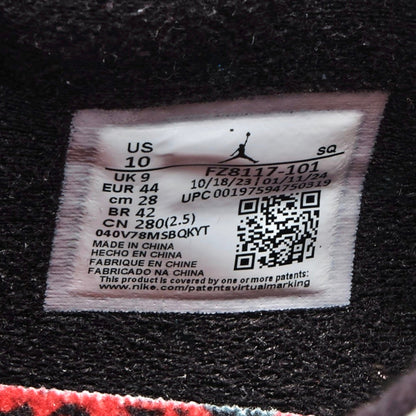 US
10
SQ
UK 9
FZ8117-101
EUR 44
10/18/23 | 01/11/24
cm 28
UPC 00197594750319
BR 42
CN 280(2.5)
040V78MSBQKYT
MADE IN CHINA
HECHO EN CHINA
FABRIQUE EN CHINE
FABRICADO NA CHINA
This product is covered by one or more patents:
www.nike.com/patentsvirtualmarking